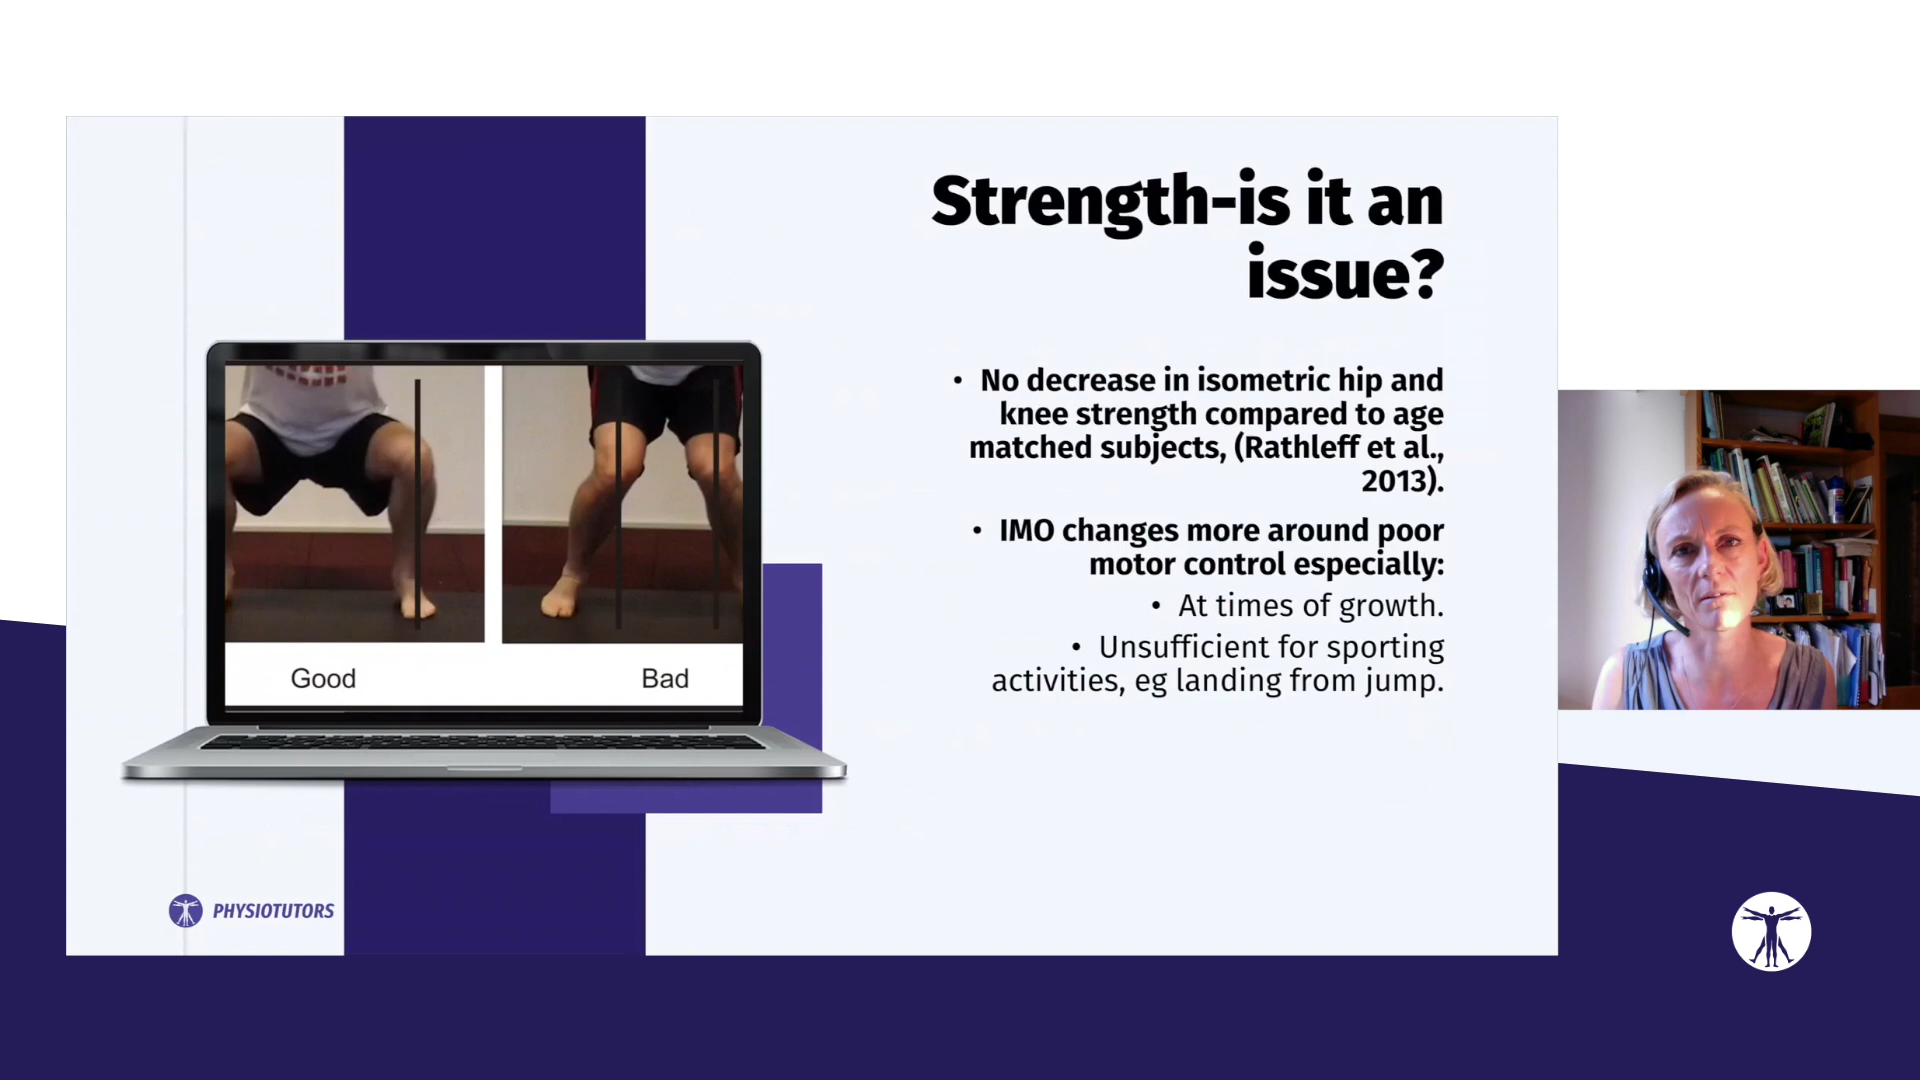 Strength-is it an
issue?
• No decrease in isometric hip and
knee strength compared to age
matched subjects, (Rathleff et al.,
2013).
• IMO changes more around poor
motor control especially:
• At times of growth.
• Unsufficient for sporting
activities, eg landing from jump.
Good
Bad
PHYSIOTUTORS